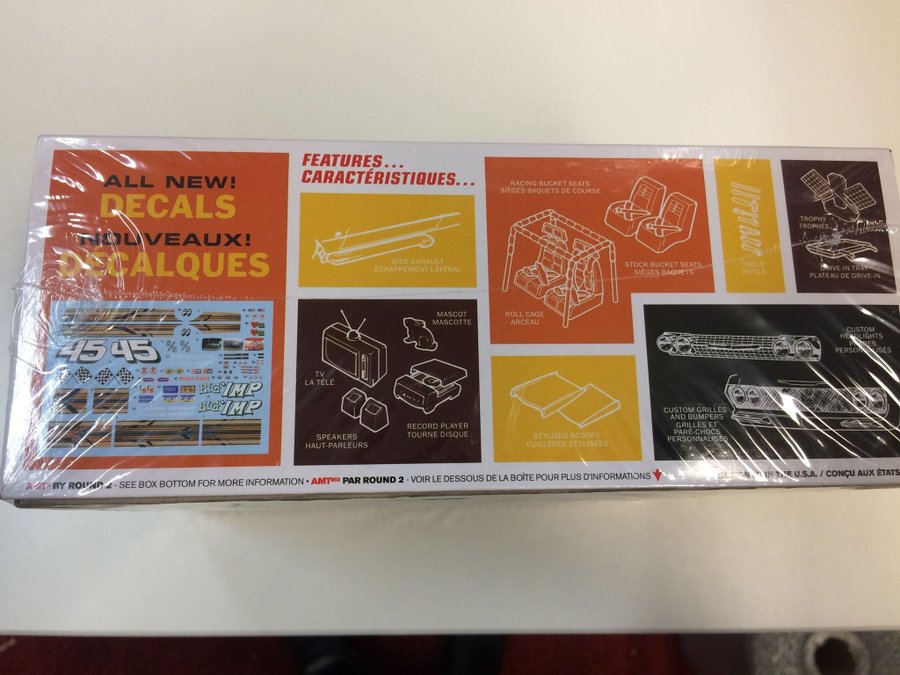 ALL NEW!
DECALS
NOUVEAUX!
DÉCALQUES
45 45
BIG IMP
BIG IMP
FEATURES...
CARACTÉRISTIQUES...
SIDE EXHAUST
ÉCHAPPEMENT LATÉRAL
TV
LA TÉLÉ
MASCOT
MASCOTTE
SPEAKERS
HAUT-PARLEURS
RECORD PLAYER
TOURNE DISQUE
RACING BUCKET SEATS
SIÈGES BAQUETS DE COURSE
STOCK BUCKET SEATS
SIÈGES BAQUETS
ROLL CAGE
ARCEAU
STYLIZED SCOOPS
CUILLÈRES STYLISÉES
TOOLS
OUTILS
TROPHY
TROPHÉE
DRIVE-IN TRAY
PLATEAU DE DRIVE-IN
CUSTOM
HEADLIGHTS
PHARES
PERSONNALISÉS
CUSTOM GRILLES
AND BUMPERS
GRILLES ET
PARE-CHOCS
PERSONNALISÉS
AMT® BY ROUND 2 - SEE BOX BOTTOM FOR MORE INFORMATION • AMTMD PAR ROUND 2 - VOIR LE DESSOUS DE LA BOÎTE POUR PLUS D'INFORMATIONS
DESIGNED IN THE U.S.A. / CONÇU AUX ÉTATS